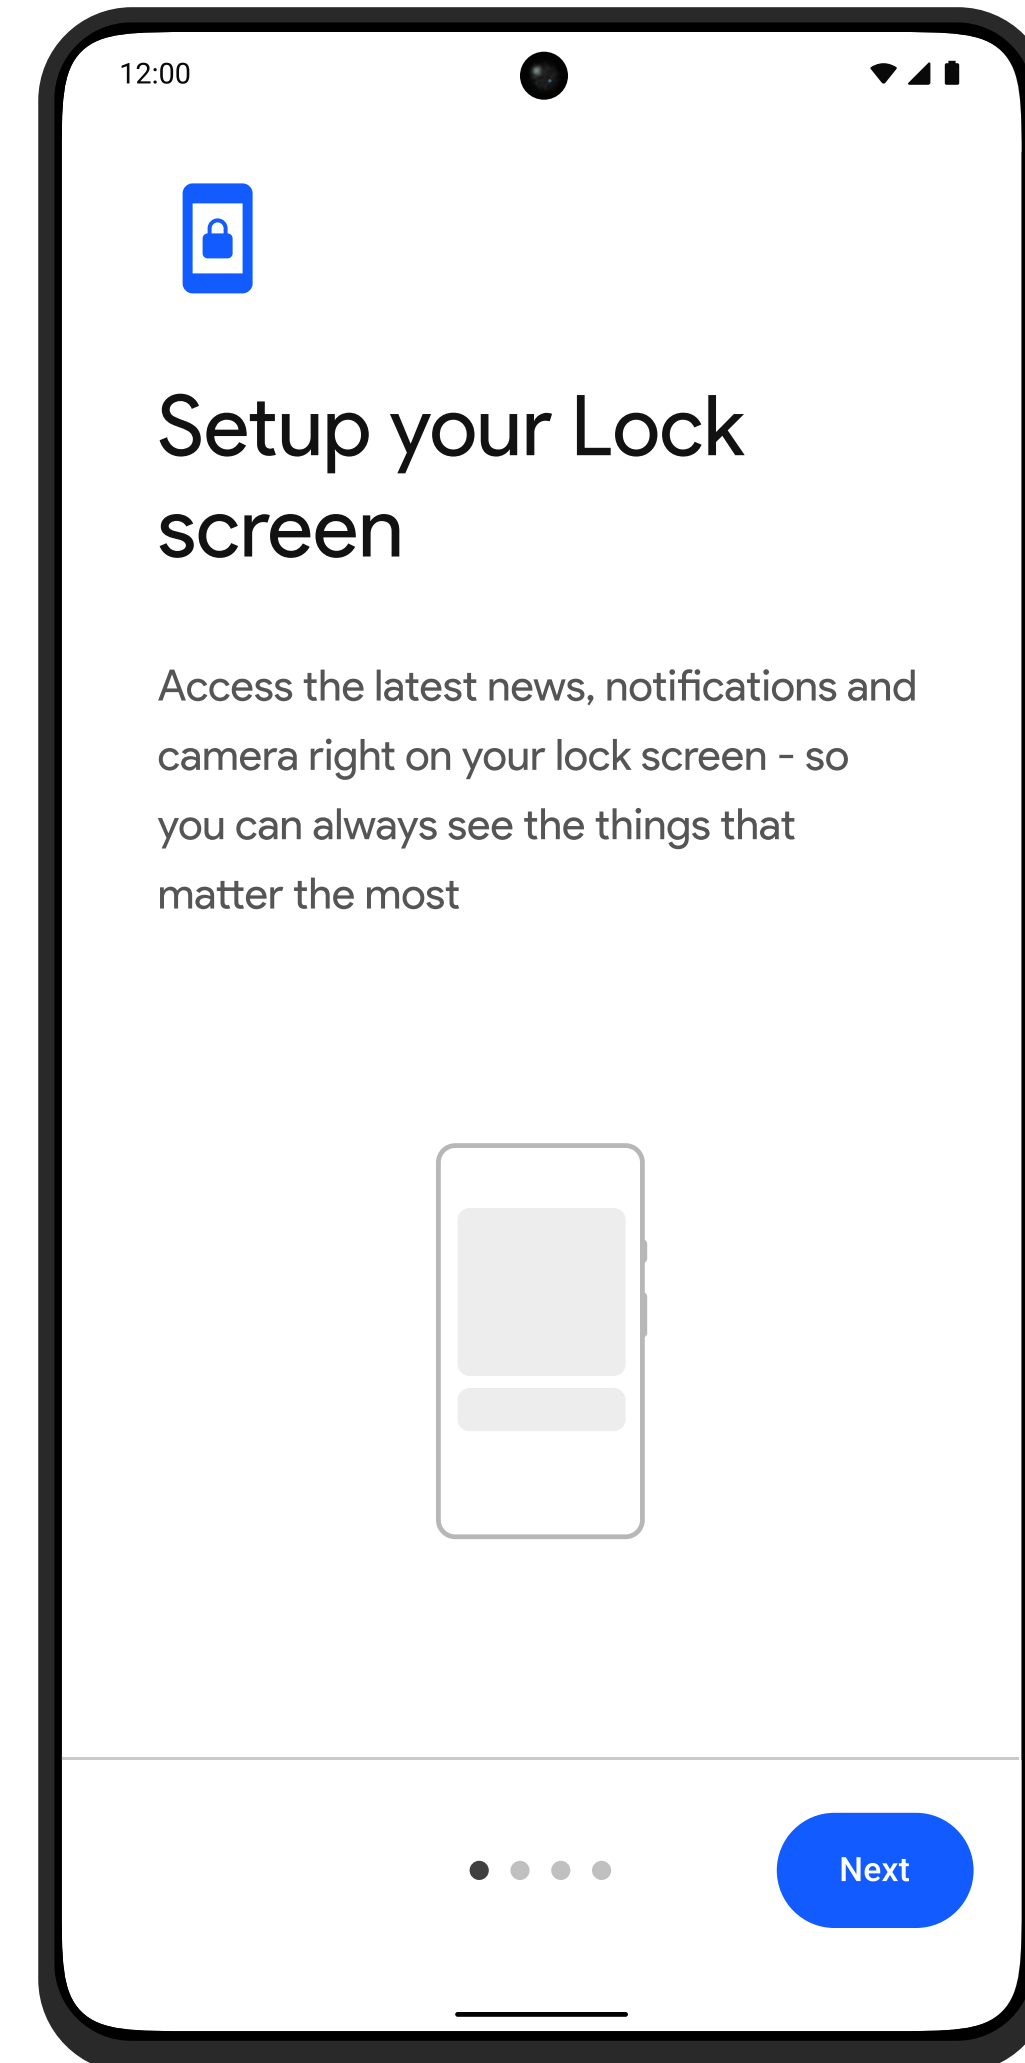 12:00
Setup your Lock
screen
Access the latest news, notifications and
camera right on your lock screen - so
you can always see the things that
matter the most
Next